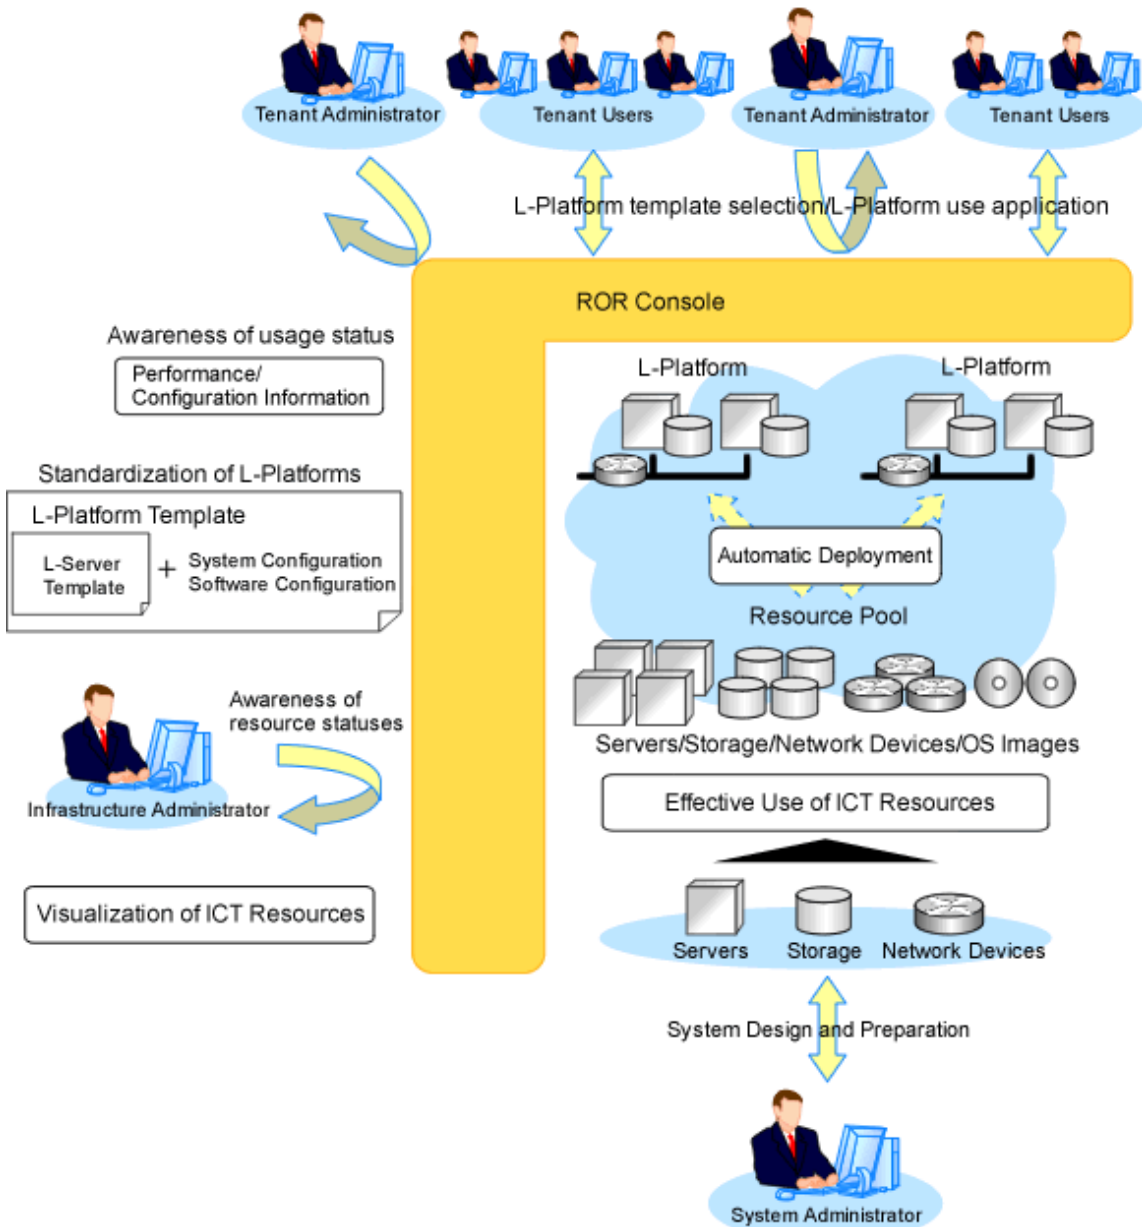 Tenant Administrator
Tenant Users
Tenant Administrator
Tenant Users
L-Platform template selection/L-Platform use application
ROR Console
Awareness of usage status
Performance/
Configuration Information
Standardization of L-Platforms
L-Platform Template
L-Server
Template
+
System Configuration
Software Configuration
L-Platform
L-Platform
Automatic Deployment
Resource Pool
Servers/Storage/Network Devices/OS Images
Awareness of
resource statuses
Infrastructure Administrator
Effective Use of ICT Resources
Visualization of ICT Resources
Servers
Storage
Network Devices
System Design and Preparation
System Administrator